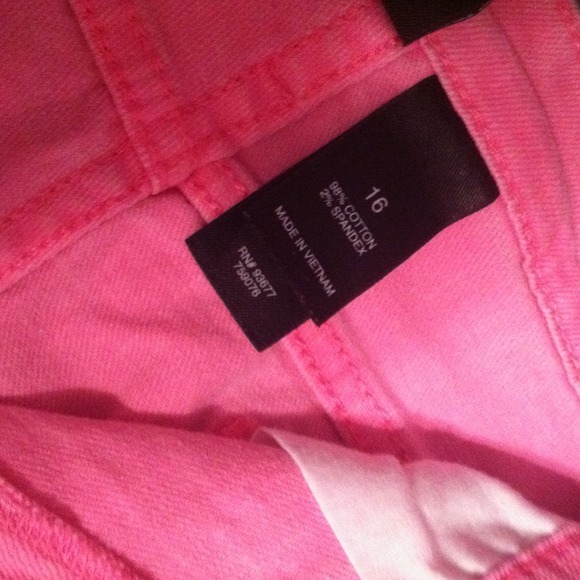 16
98% COTTON
2% SPANDEX
MADE IN VIETNAM
RN# 93677
759076